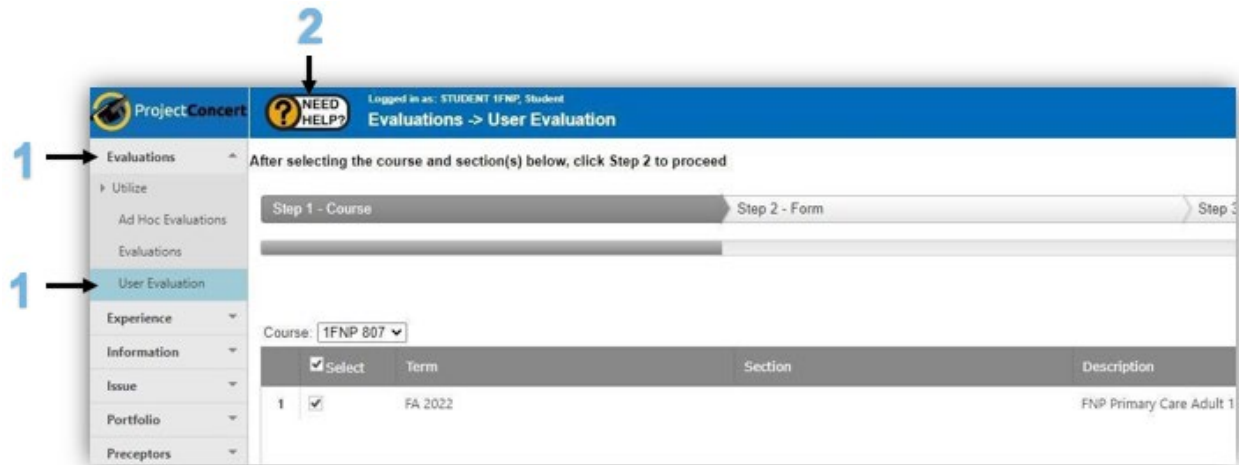 2
ProjectConcert
NEED HELP?
Logged in as: STUDENT 1FNP, Student
Evaluations -> User Evaluation
1
Evaluations
After selecting the course and section(s) below, click Step 2 to proceed
Utilize
Step 1 - Course
Step 2 - Form
Step 3
Ad Hoc Evaluations
Evaluations
1
User Evaluation
Experience
Course: 1FNP 807
Information
Select Term Section Description
Issue
1 FA 2022 FNP Primary Care Adult 1
Portfolio
Preceptors